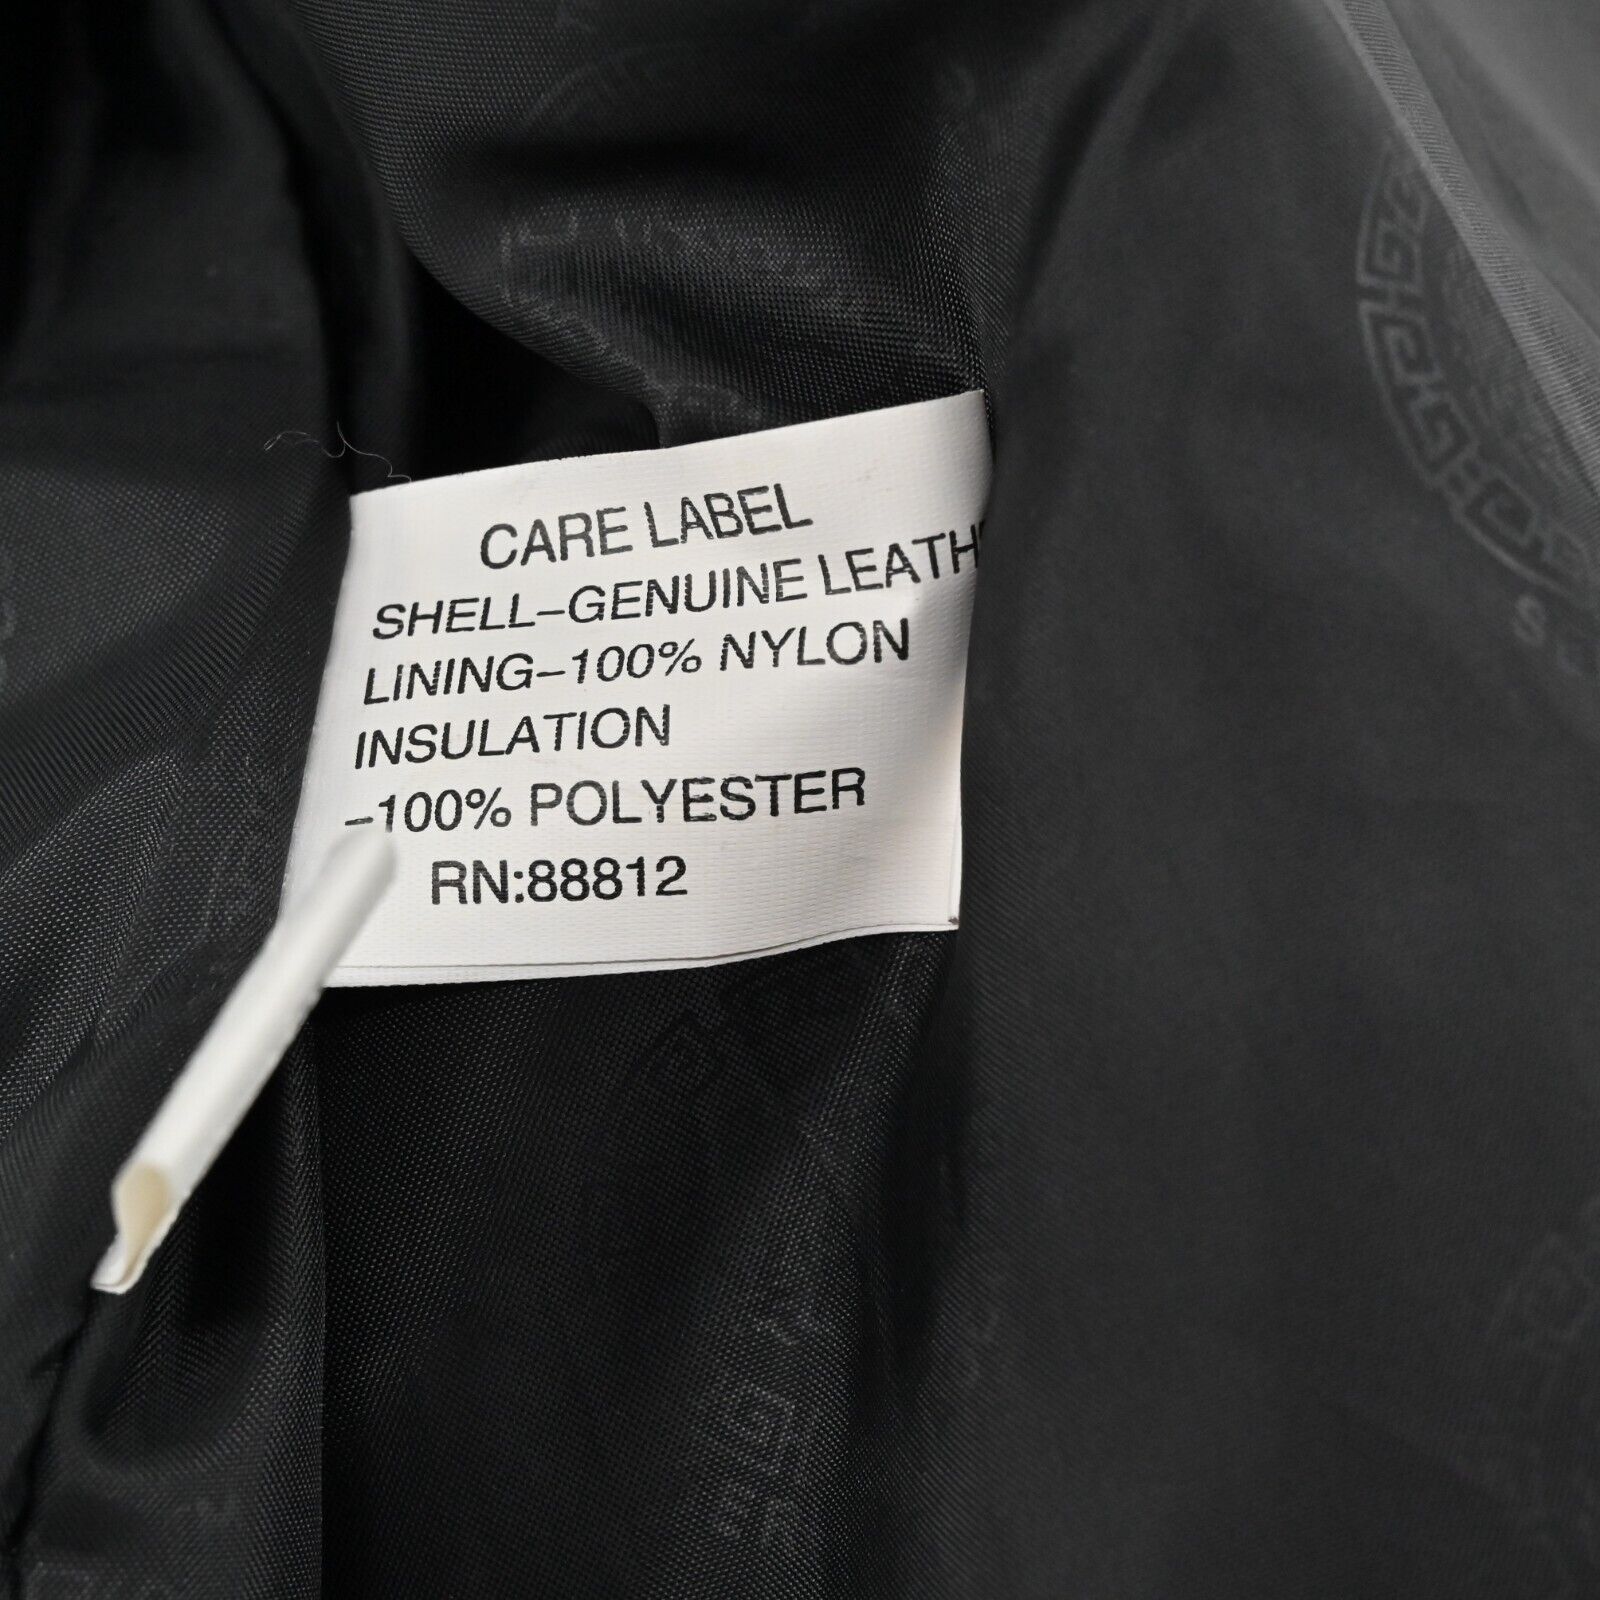 CARE LABEL
SHELL-GENUINE LEATH
LINING-100% NYLON
INSULATION
-100% POLYESTER
RN:88812